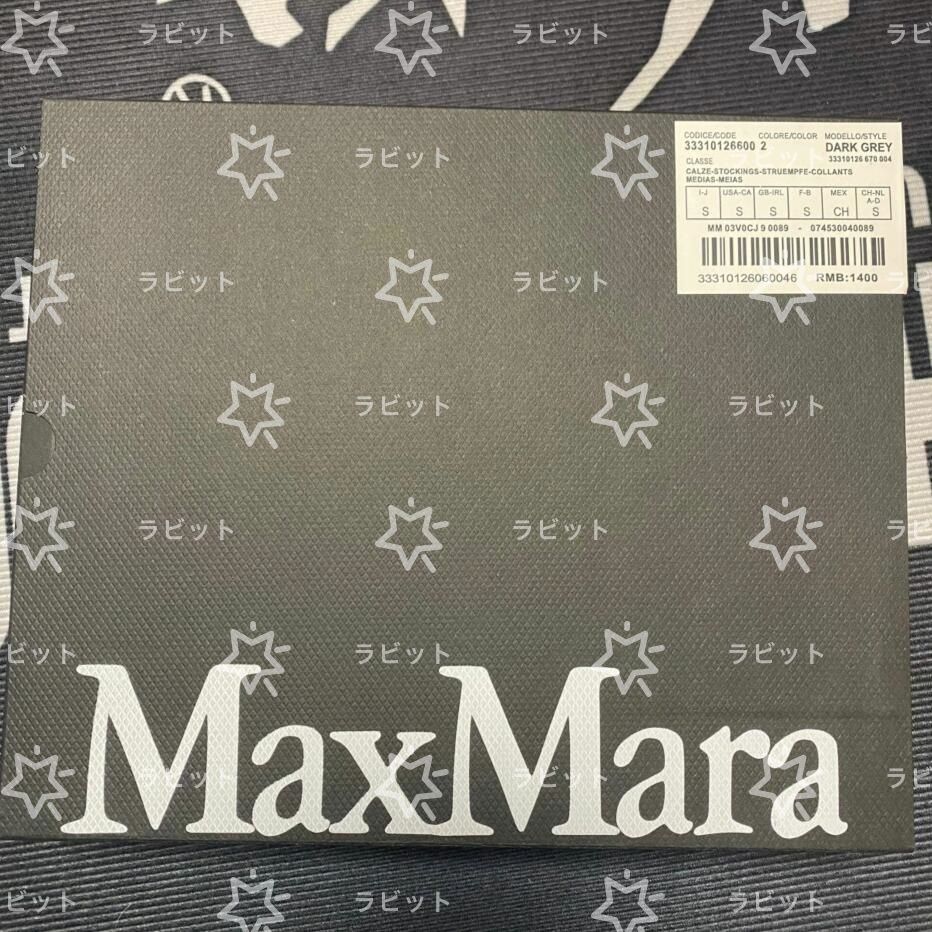 CODICE/CODE COLORE/COLOR MODELLO/STYLE
33310126600 2 DARK GREY
33310126 670 004
CLASSE
CALZE-STOCKINGS-STRUEMPFE-COLLANTS
MEDIAS-MEIAS
I-J USA-CA GB-IRL F-B MEX CH-NL A-D
S S S S CH S
MM 03V0CJ 9 0089 - 074530040089
33310126060046 RMB:1400
MaxMara
ラビット